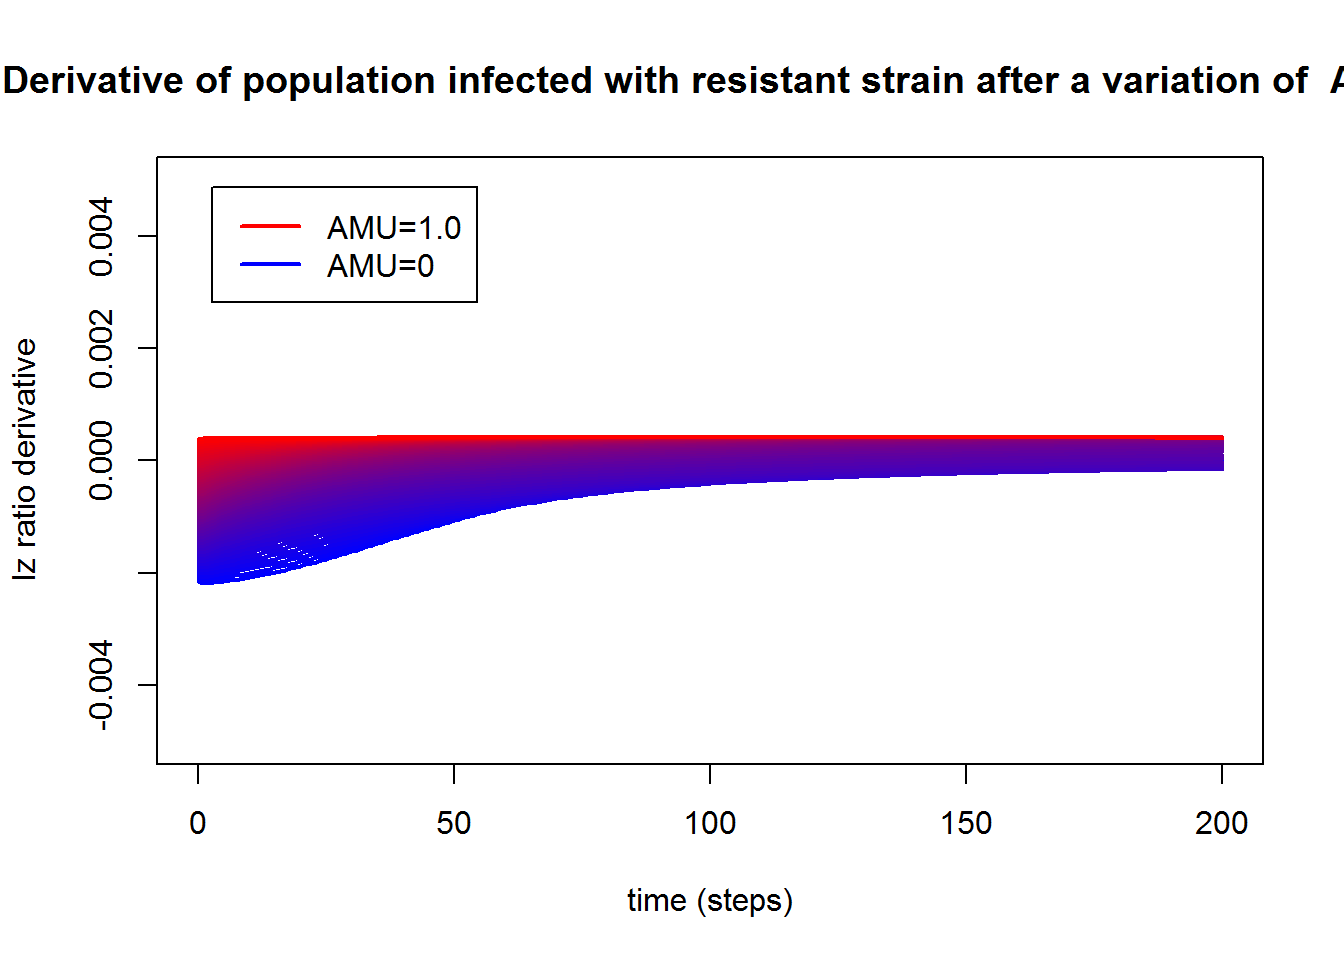 Derivative of population infected with resistant strain after a variation of A
AMU=1.0
AMU=0
0.004
0.002
0.000
-0.004
Iz ratio derivative
0 50 100 150 200
time (steps)